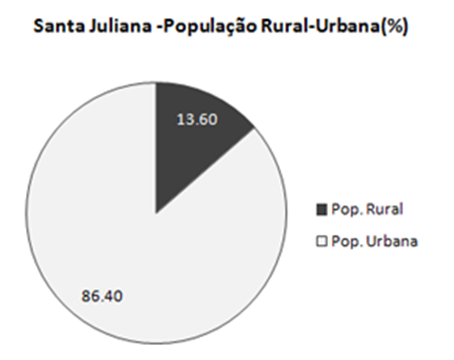 Santa Juliana -População Rural-Urbana(%)
13.60
Pop. Rural
Pop. Urbana
86.40